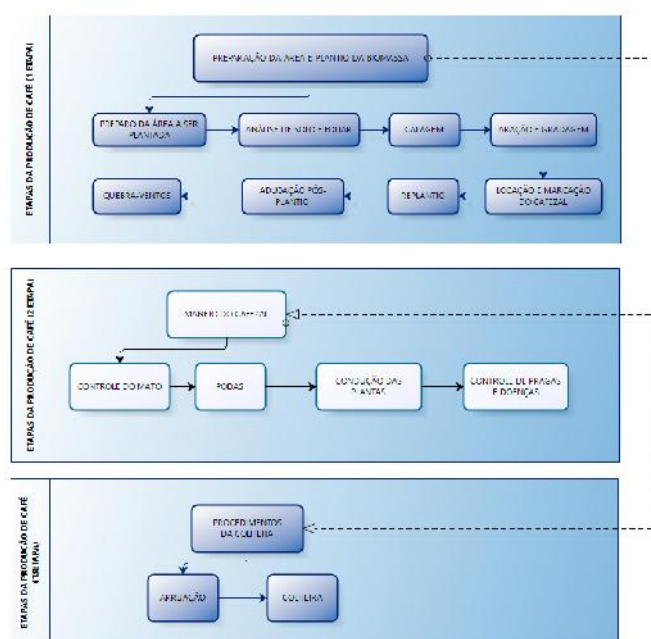 ETAPAS DA PRODUÇÃO DE CAFÉ (1 ETAPA)
PREPARAÇÃO DA ÁREA E PLANTIO DA BIOMASSA
PREPARO DA ÁREA A SER
PLANTADA
ANÁLISE DE SOLO E FOLIAR
CALAGEM
ARAÇÃO E GRADAGEM
QUEBRA-VENTOS
ADUBAÇÃO PÓS-
PLANTIO
REPLANTIO
LOCAÇÃO E MARCAÇÃO
DO CAFEZAL
ETAPAS DA PRODUÇÃO DE CAFÉ (2 ETAPA)
MANEJO DO CAFEZAL
CONTROLE DO MATO
PODAS
CONDUÇÃO DAS
PLANTAS
CONTROLE DE PRAGAS
E DOENÇAS
ETAPAS DA PRODUÇÃO DE CAFÉ
PROCEDIMENTOS
DA COLHEITA
ARRUAÇÃO
COLHEITA